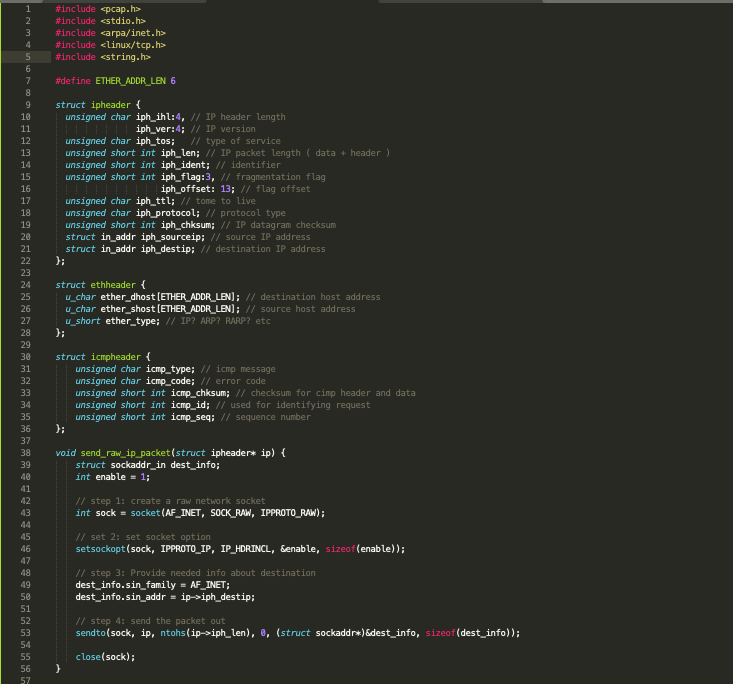 1 #include <pcap.h>
2 #include <stdio.h>
3 #include <arpa/inet.h>
4 #include <linux/tcp.h>
5 #include <string.h>
6
7 #define ETHER_ADDR_LEN 6
8
9 struct ipheader {
10 unsigned char iph_ihl:4, // IP header length
11 iph_ver:4; // IP version
12 unsigned char iph_tos; // type of service
13 unsigned short int iph_len; // IP packet length ( data + header )
14 unsigned short int iph_ident; // identifier
15 unsigned short int iph_flag:3, // fragmentation flag
16 iph_offset: 13; // flag offset
17 unsigned char iph_ttl; // tome to live
18 unsigned char iph_protocol; // protocol type
19 unsigned short int iph_chksum; // IP datagram checksum
20 struct in_addr iph_sourceip; // source IP address
21 struct in_addr iph_destip; // destination IP address
22 };
23
24 struct ethheader {
25 u_char ether_dhost[ETHER_ADDR_LEN]; // destination host address
26 u_char ether_shost[ETHER_ADDR_LEN]; // source host address
27 u_short ether_type; // IP? ARP? RARP? etc
28 };
29
30 struct icmpheader {
31 unsigned char icmp_type; // icmp message
32 unsigned char icmp_code; // error code
33 unsigned short int icmp_chksum; // checksum for cimp header and data
34 unsigned short int icmp_id; // used for identifying request
35 unsigned short int icmp_seq; // sequence number
36 };
37
38 void send_raw_ip_packet(struct ipheader* ip) {
39 struct sockaddr_in dest_info;
40 int enable = 1;
41
42 // step 1: create a raw network socket
43 int sock = socket(AF_INET, SOCK_RAW, IPPROTO_RAW);
44
45 // set 2: set socket option
46 setsockopt(sock, IPPROTO_IP, IP_HDRINCL, &enable, sizeof(enable));
47
48 // step 3: Provide needed info about destination
49 dest_info.sin_family = AF_INET;
50 dest_info.sin_addr = ip->iph_destip;
51
52 // step 4: send the packet out
53 sendto(sock, ip, ntohs(ip->iph_len), 0, (struct sockaddr*)&dest_info, sizeof(dest_info));
54
55 close(sock);
56 }
57